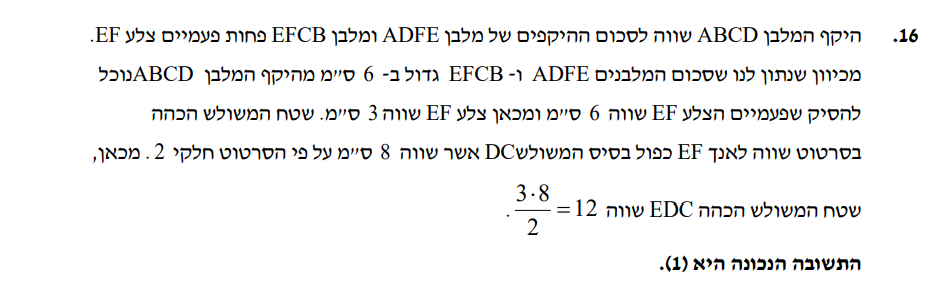 16. היקף המלבן ABCD שווה לסכום ההיקפים של מלבן ADFE ומלבן EFCB פחות פעמיים צלע EF.
מכיוון שנתון לנו שסכום המלבנים ADFE ו- EFCB גדול ב- 6 ס״מ מהיקף המלבן ABCDנוכל
להסיק שפעמיים הצלע EF שווה 6 ס״מ ומכאן צלע EF שווה 3 ס״מ. שטח המשולש הכהה
בסרטוט שווה לאנך EF כפול בסיס המשולשDC אשר שווה 8 ס״מ על פי הסרטוט חלקי 2 . מכאן,
שטח המשולש הכהה EDC שווה \frac{3 \cdot 8}{2} = 12 .
התשובה הנכונה היא (1).